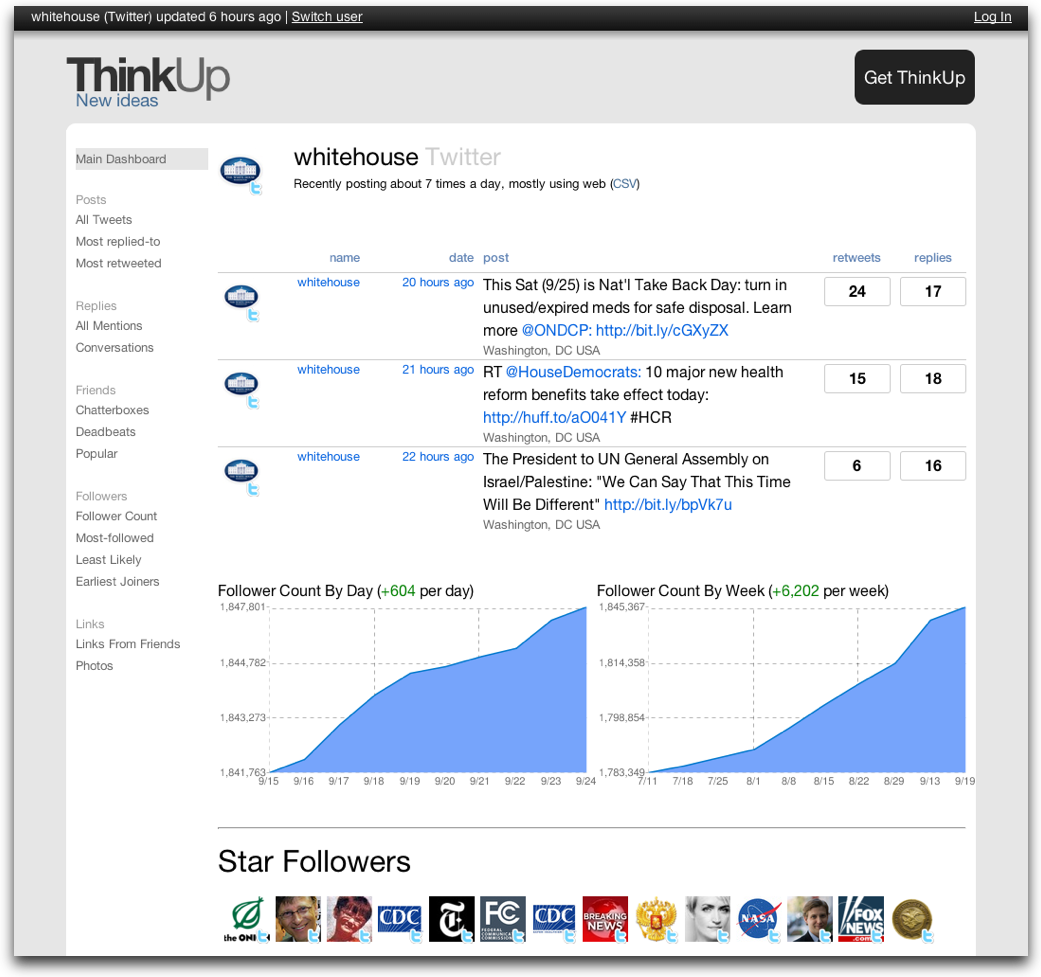 whitehouse (Twitter) updated 6 hours ago | Switch user
Log In
ThinkUp
New ideas
Get ThinkUp
Main Dashboard
Posts
All Tweets
Most replied-to
Most retweeted
Replies
All Mentions
Conversations
Friends
Chatterboxes
Deadbeats
Popular
Followers
Follower Count
Most-followed
Least Likely
Earliest Joiners
Links
Links From Friends
Photos
whitehouse Twitter
Recently posting about 7 times a day, mostly using web (CSV)
name date post retweets replies
whitehouse 20 hours ago This Sat (9/25) is Nat'l Take Back Day: turn in 24 17
unused/expired meds for safe disposal. Learn
more @ONDCP: http://bit.ly/cGXyZX
Washington, DC USA
whitehouse 21 hours ago RT @HouseDemocrats: 10 major new health 15 18
reform benefits take effect today:
http://huff.to/aO041Y #HCR
Washington, DC USA
whitehouse 22 hours ago The President to UN General Assembly on 6 16
Israel/Palestine: "We Can Say That This Time
Will Be Different" http://bit.ly/bpVk7u
Washington, DC USA
Follower Count By Day (+604 per day)
1,847,801
1,844,782
1,843,273
1,841,763
9/15 9/16 9/17 9/18 9/19 9/20 9/21 9/22 9/23 9/24
Follower Count By Week (+6,202 per week)
1,845,367
1,814,358
1,798,854
1,783,349
7/11 7/18 7/25 8/1 8/8 8/15 8/22 8/29 9/13 9/19
Star Followers
the ONI
CDC
T
FC
FEDERAL
CDC
BREAKING
NEWS
NASA
FOX
NEWS
.com